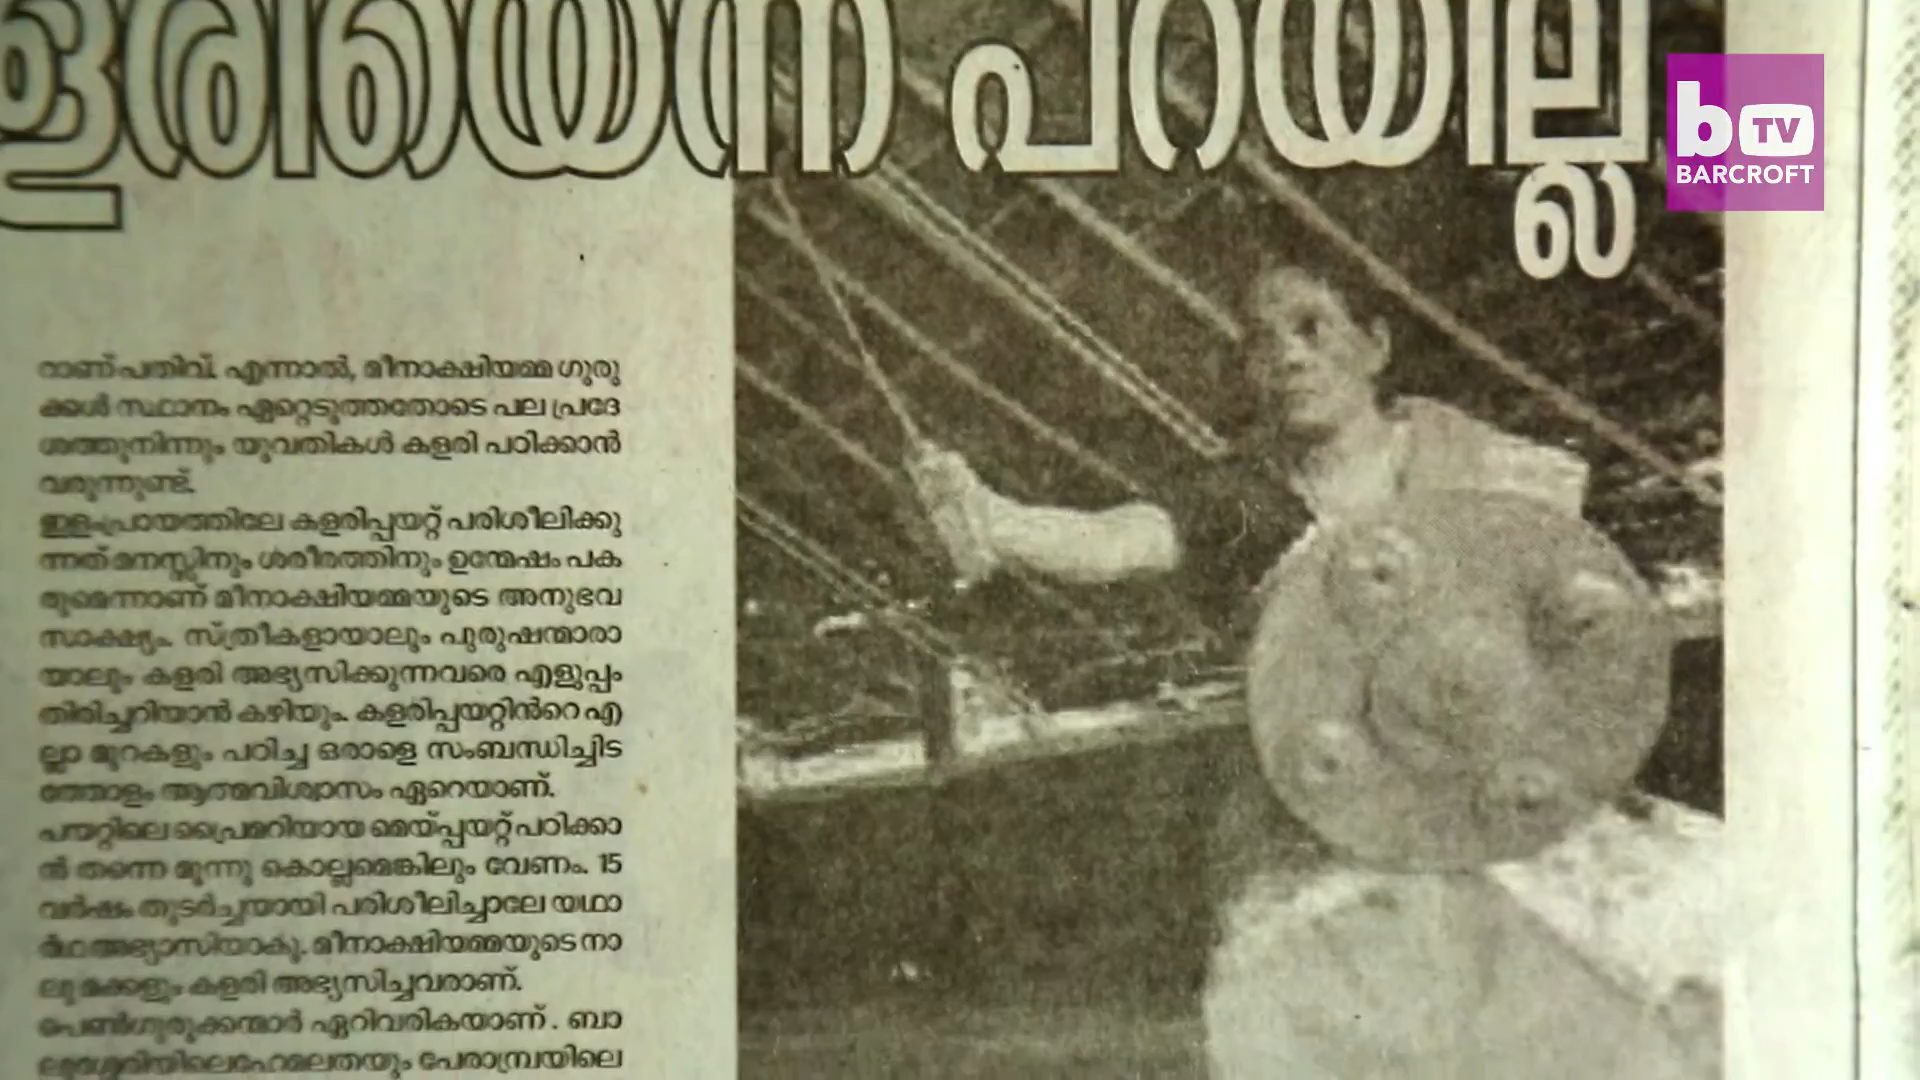 ളരിയെന്ന് പറയില്ല
b TV
BARCROFT
റാണ് പതിവ്. എന്നാൽ, മീനാക്ഷിയമ്മ ഗുരു
ക്കൾ സ്ഥാനം ഏറ്റെടുത്തതോടെ പല പ്രദേ
ശത്തുനിന്നും യുവതികൾ കളരി പഠിക്കാൻ
വരുന്നുണ്ട്.
ഇളംപ്രായത്തിലേ കളരിപ്പയറ്റ് പരിശീലിക്കു
ന്നത് മനസ്സിനും ശരീരത്തിനും ഉന്മേഷം പക
രുമെന്നാണ് മീനാക്ഷിയമ്മയുടെ അനുഭവ
സാക്ഷ്യം. സ്ത്രീകളായാലും പുരുഷന്മാരാ
യാലും കളരി അഭ്യസിക്കുന്നവരെ എളുപ്പം
തിരിച്ചറിയാൻ കഴിയും. കളരിപ്പയറ്റിൻറെ എ
ല്ലാ മുറകളും പഠിച്ച ഒരാളെ സംബന്ധിച്ചിട
ത്തോളം ആത്മവിശ്വാസം ഏറെയാണ്.
പയറ്റിലെ പ്രൈമറിയായ മെയ്പ്പയറ്റ് പഠിക്കാ
ൻ തന്നെ മൂന്നു കൊല്ലമെങ്കിലും വേണം. 15
വർഷം തുടർച്ചയായി പരിശീലിച്ചാലേ യഥാ
ർഥ അഭ്യാസിയാകൂ. മീനാക്ഷിയമ്മയുടെ നാ
ലു മക്കളും കളരി അഭ്യസിച്ചവരാണ്.
പെൺഗുരുക്കന്മാർ ഏറിവരികയാണ്. ബാ
ഹേമലതയും പേരാമ്പ്രയിലെ